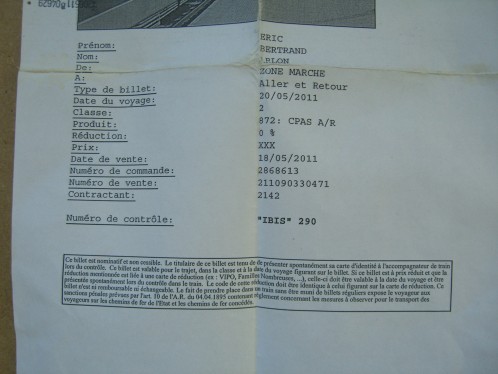 Prénom: ERIC
Nom: BERTRAND
De: ARLON
A: ZONE MARCHE
Type de billet: Aller et Retour
Date du voyage: 20/05/2011
Classe: 2
Produit: 872: CPAS A/R
Réduction: 0 %
Prix: XXX
Date de vente: 18/05/2011
Numéro de commande: 2868613
Numéro de vente: 211090330471
Contractant: 2142
Numéro de contrôle: "IBIS" 290
Ce billet est nominatif et non cessible. Le titulaire de ce billet est tenu de présenter spontanément sa carte d'identité à l'accompagnateur de train
lors du contrôle. Ce billet est valable pour le trajet, dans la classe et à la date du voyage figurant sur le billet. Si ce billet est à prix réduit et que la
réduction mentionnée est liée à une carte de réduction (ex : VIPO, Familles Nombreuses, ...), celle-ci doit être valable à la date du voyage et être
présentée spontanément lors du contrôle dans le train. Le code de cette réduction doit être identique à celui figurant sur la carte de réduction. Ce
billet n'est ni remboursable ni échangeable. Le fait de prendre place dans un train sans être muni de billets réguliers expose le voyageur aux
sanctions pénales prévues par l'art. 10 de l'A.R. du 04.04.1895 contenant règlement concernant les mesures à observer pour le transport des
voyageurs sur les chemins de fer de l'Etat et les chemins de fer concédés.